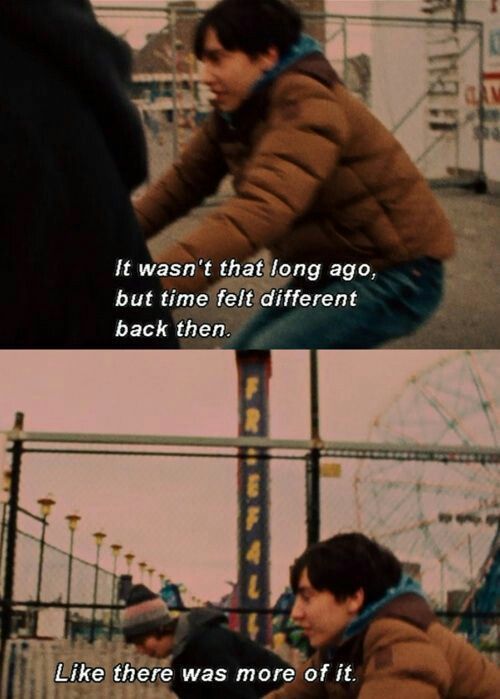 It wasn't that long ago,
but time felt different
back then.
FREEFALL
Like there was more of it.